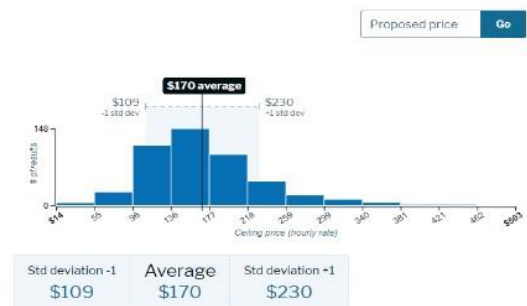 Proposed price Go
$170 average
$109 $230
-1 std dev +1 std dev
148
# of results
0
$14 55 96 136 177 218 259 299 340 381 421 462 $503
Ceiling price (hourly rate)
Std deviation -1 Average Std deviation +1
$109 $170 $230